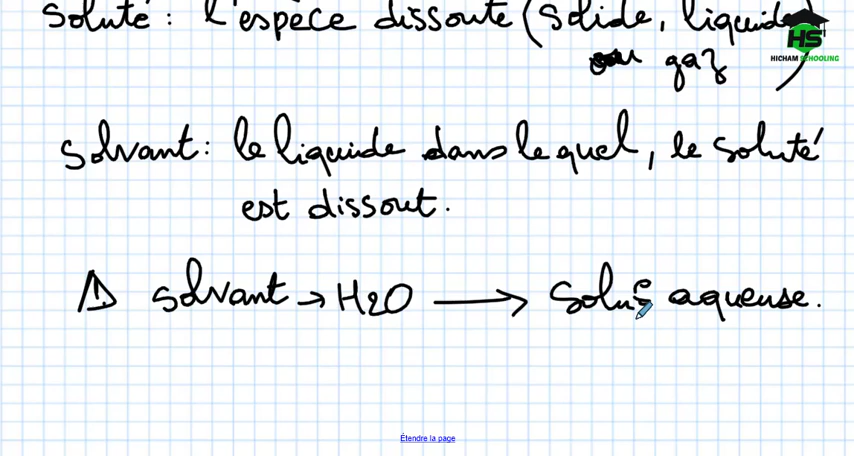 Soluté : l'espèce dissoute (Solide, liquide
ou gaz)
HS
HICHAM SCHOOLING
Solvant : le liquide dans lequel, le soluté
est dissout.
⚠ solvant → H2O → aqueuse.
Étendre la page